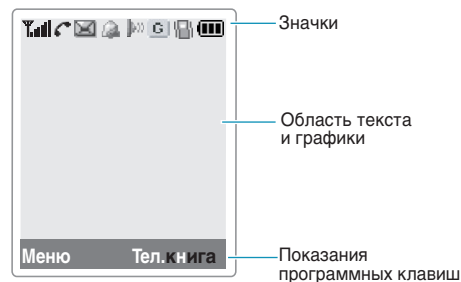 G
Значки
Область текста
и графики
Меню Тел.книга
Показания
программных клавиш